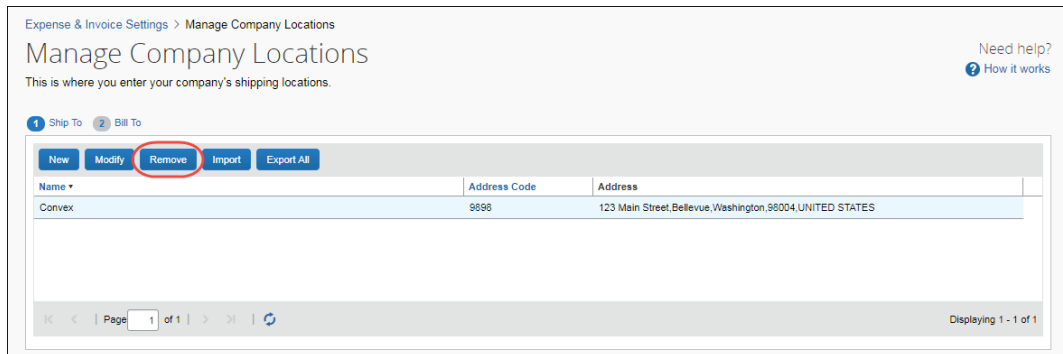 Expense & Invoice Settings > Manage Company Locations
Manage Company Locations
Need help?
This is where you enter your company's shipping locations.
? How it works
1 Ship To 2 Bill To
New Modify Remove Import Export All
Name ▾ Address Code Address
Convex 9898 123 Main Street,Bellevue,Washington,98004,UNITED STATES
Page 1 of 1
Displaying 1 - 1 of 1